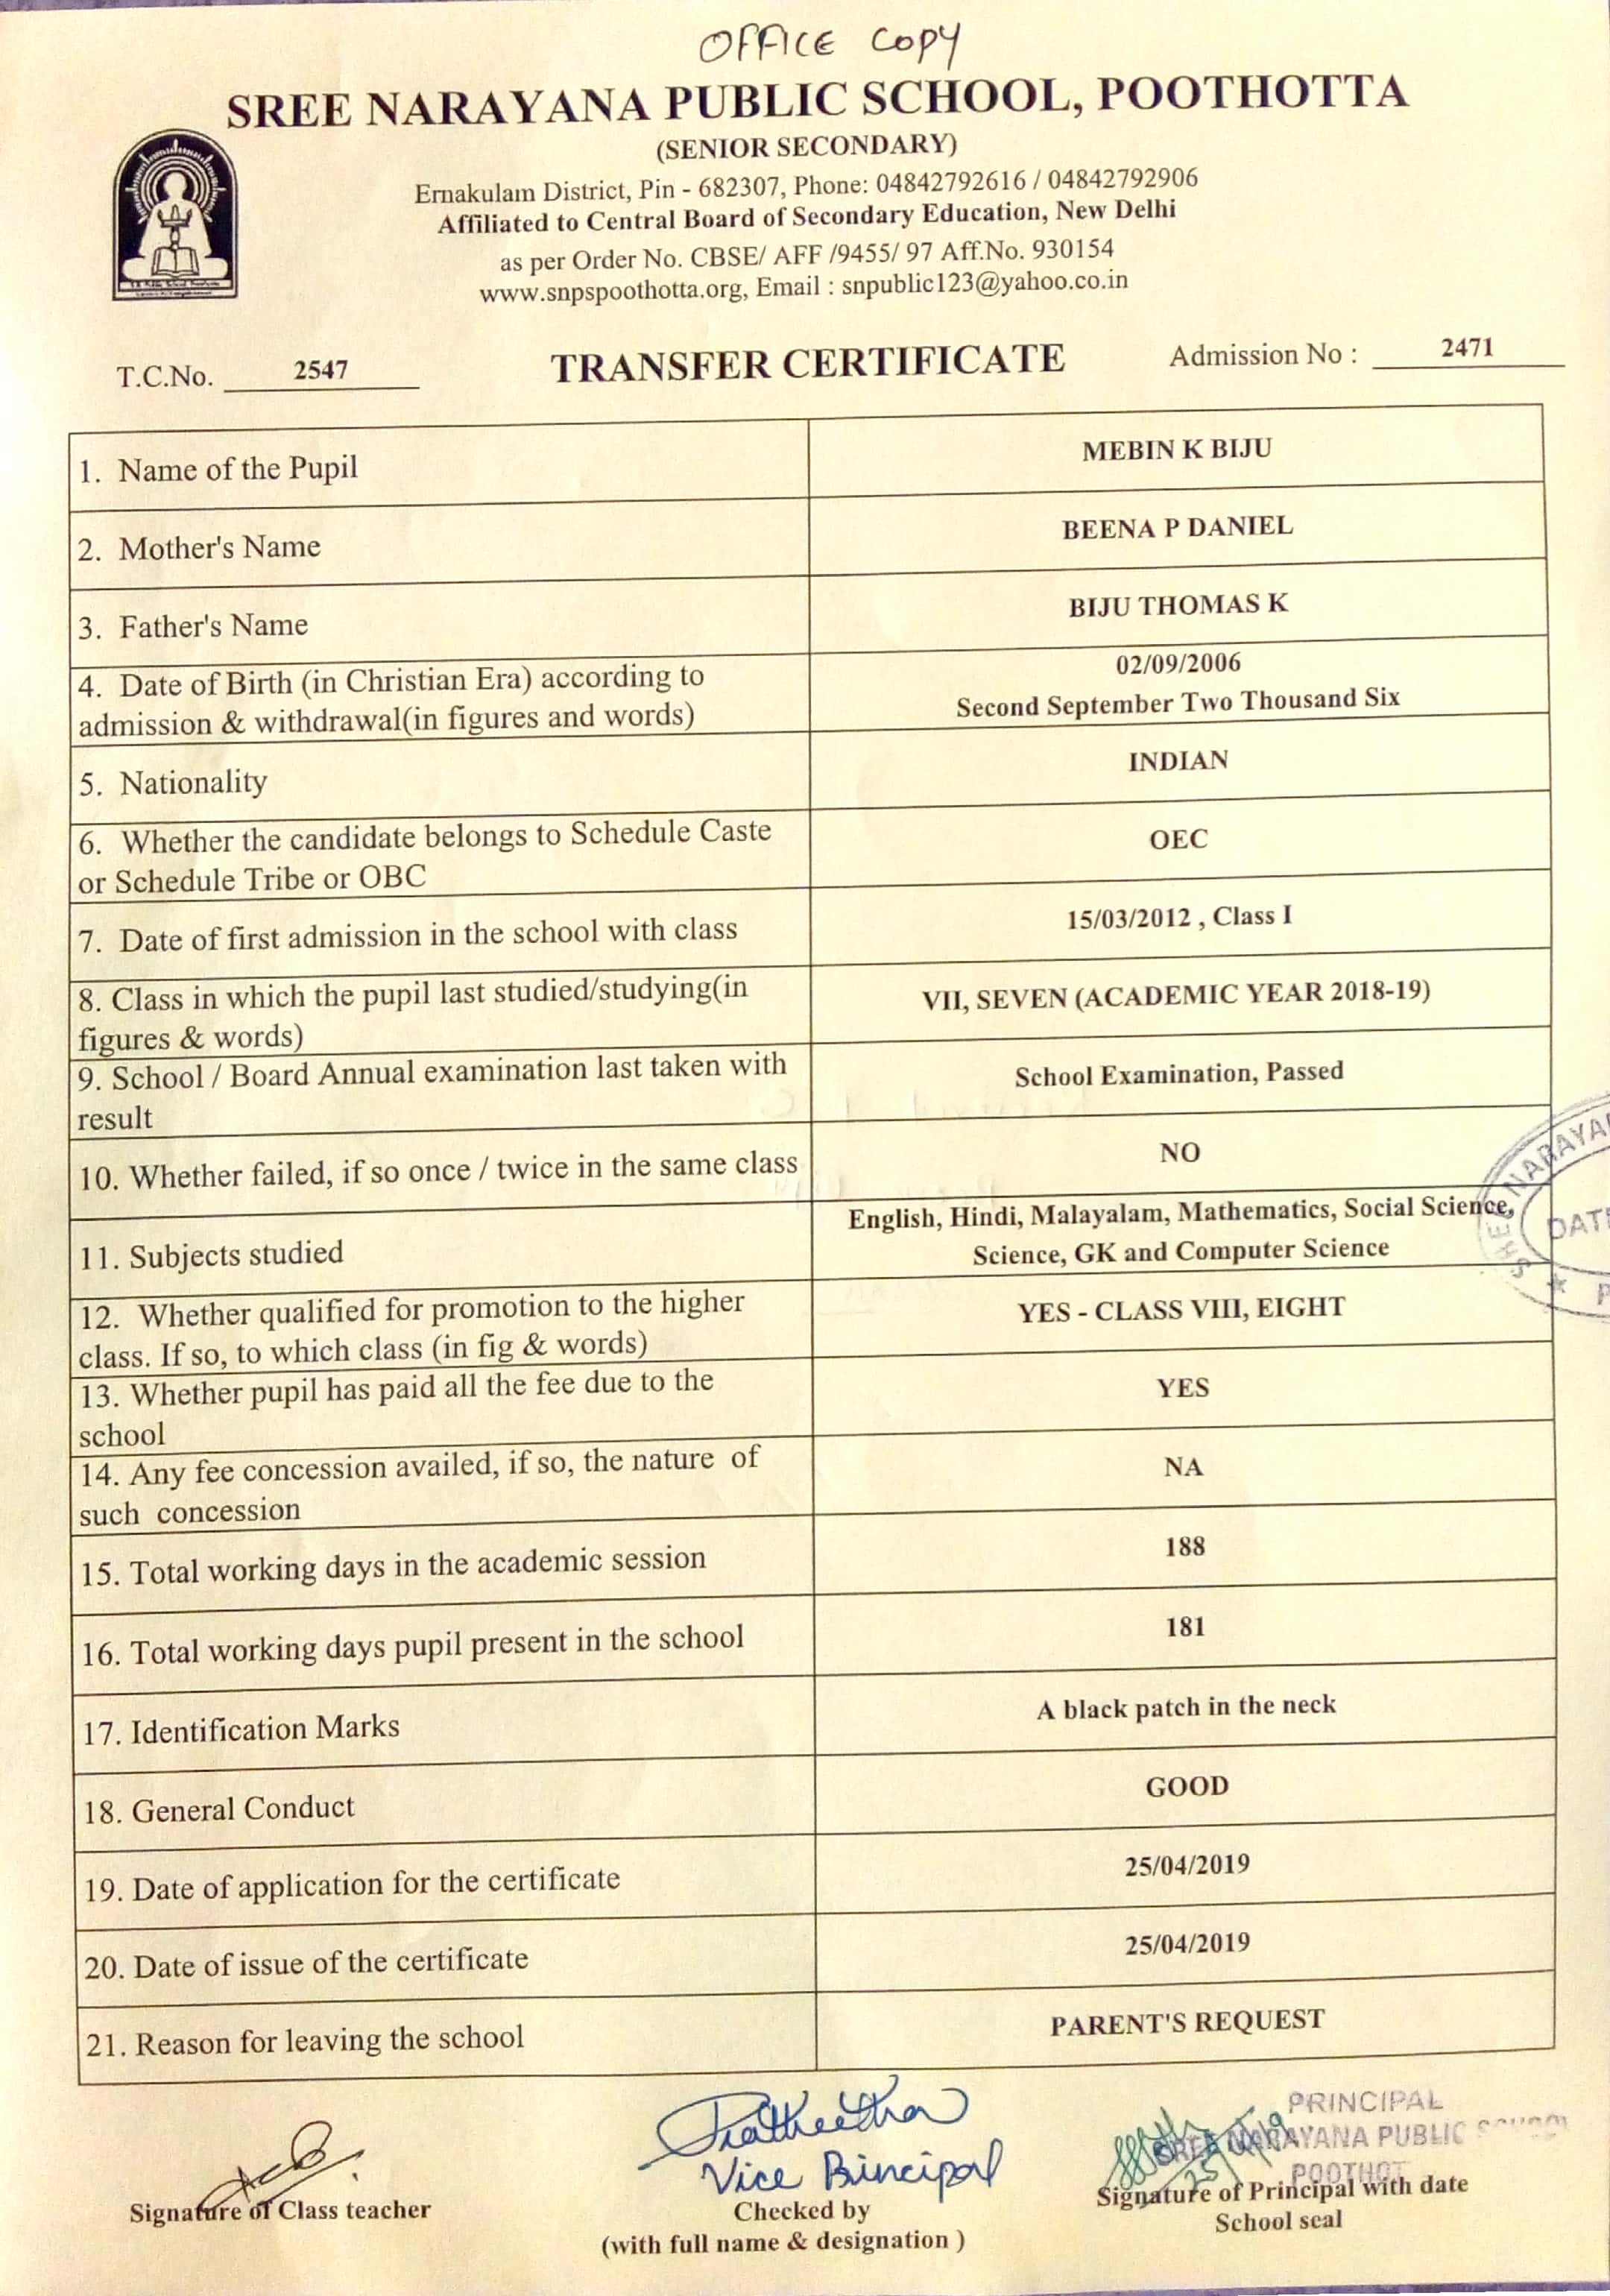 OFFICE COPY
SREE NARAYANA PUBLIC SCHOOL, POOTHOTTA
(SENIOR SECONDARY)
Ernakulam District, Pin - 682307, Phone: 04842792616 / 04842792906
Affiliated to Central Board of Secondary Education, New Delhi
as per Order No. CBSE/ AFF /9455/ 97 Aff.No. 930154
www.snpspoothotta.org, Email : snpublic123@yahoo.co.in
T.C.No. 2547 TRANSFER CERTIFICATE Admission No : 2471
1. Name of the Pupil MEBIN K BIJU
2. Mother's Name BEENA P DANIEL
3. Father's Name BIJU THOMAS K
4. Date of Birth (in Christian Era) according to
admission & withdrawal(in figures and words)
02/09/2006
Second September Two Thousand Six
5. Nationality INDIAN
6. Whether the candidate belongs to Schedule Caste
or Schedule Tribe or OBC
OEC
7. Date of first admission in the school with class 15/03/2012 , Class I
8. Class in which the pupil last studied/studying(in
figures & words)
VII, SEVEN (ACADEMIC YEAR 2018-19)
9. School / Board Annual examination last taken with
result
School Examination, Passed
10. Whether failed, if so once / twice in the same class NO
11. Subjects studied
English, Hindi, Malayalam, Mathematics, Social Science,
Science, GK and Computer Science
SREE NARAYA
DAT
12. Whether qualified for promotion to the higher
class. If so, to which class (in fig & words)
YES - CLASS VIII, EIGHT
13. Whether pupil has paid all the fee due to the
school
YES
14. Any fee concession availed, if so, the nature of
such concession
NA
15. Total working days in the academic session 188
16. Total working days pupil present in the school 181
17. Identification Marks A black patch in the neck
18. General Conduct GOOD
19. Date of application for the certificate 25/04/2019
20. Date of issue of the certificate 25/04/2019
21. Reason for leaving the school PARENT'S REQUEST
Vice Principal
PRINCIPAL
SREE NARAYANA PUBLIC SCHOOL
POOTHOT
Signature of Class teacher
Checked by
(with full name & designation )
Signature of Principal with date
School seal